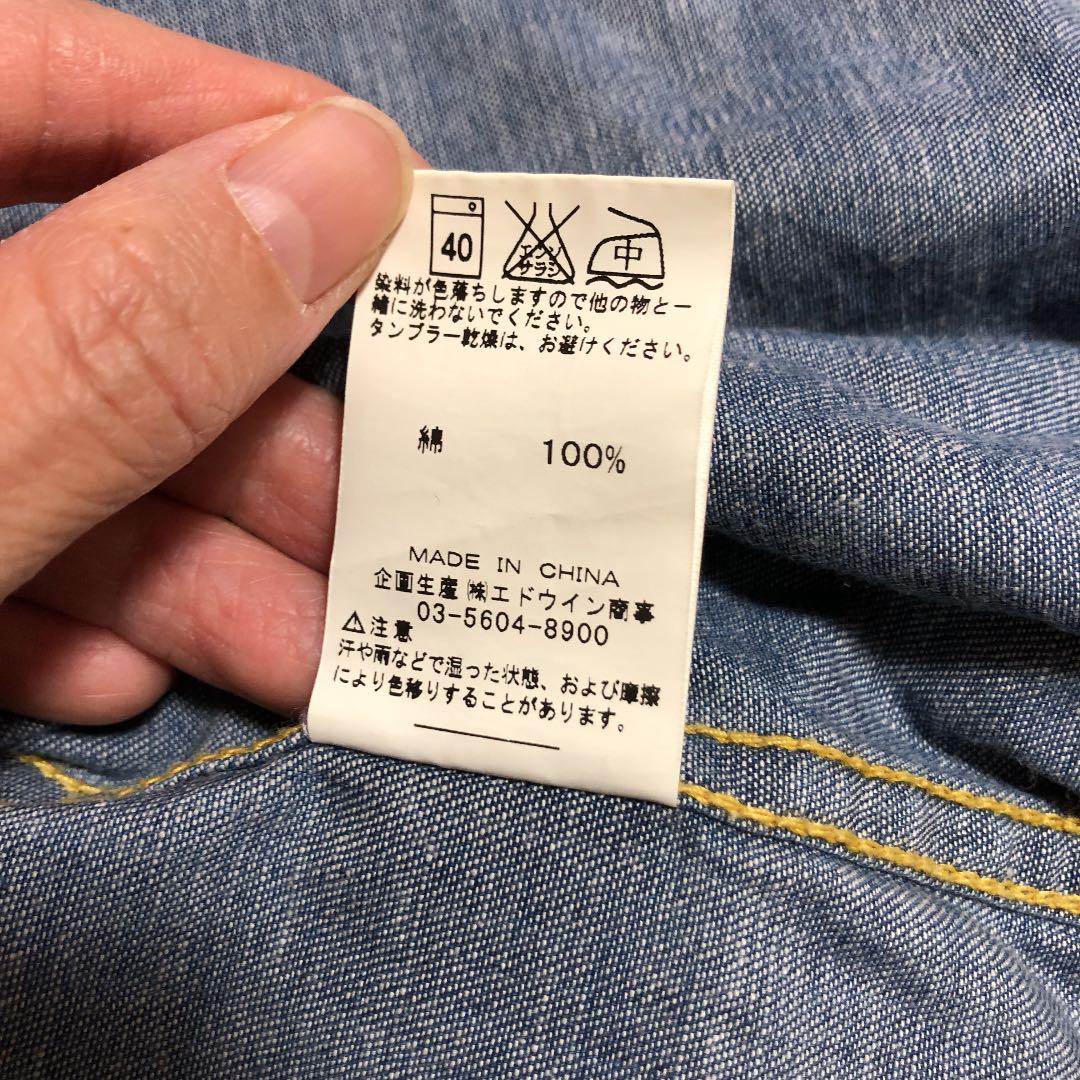 40
エンソ
サラシ
中
染料が色落ちしますので他の物と一
緒に洗わないでください。
タンブラー乾燥は、お避けください。
綿 100%
MADE IN CHINA
企画生産 ㈱エドウイン商事
03-5604-8900
⚠注意
汗や雨などで湿った状態、および摩擦
により色移りすることがあります。